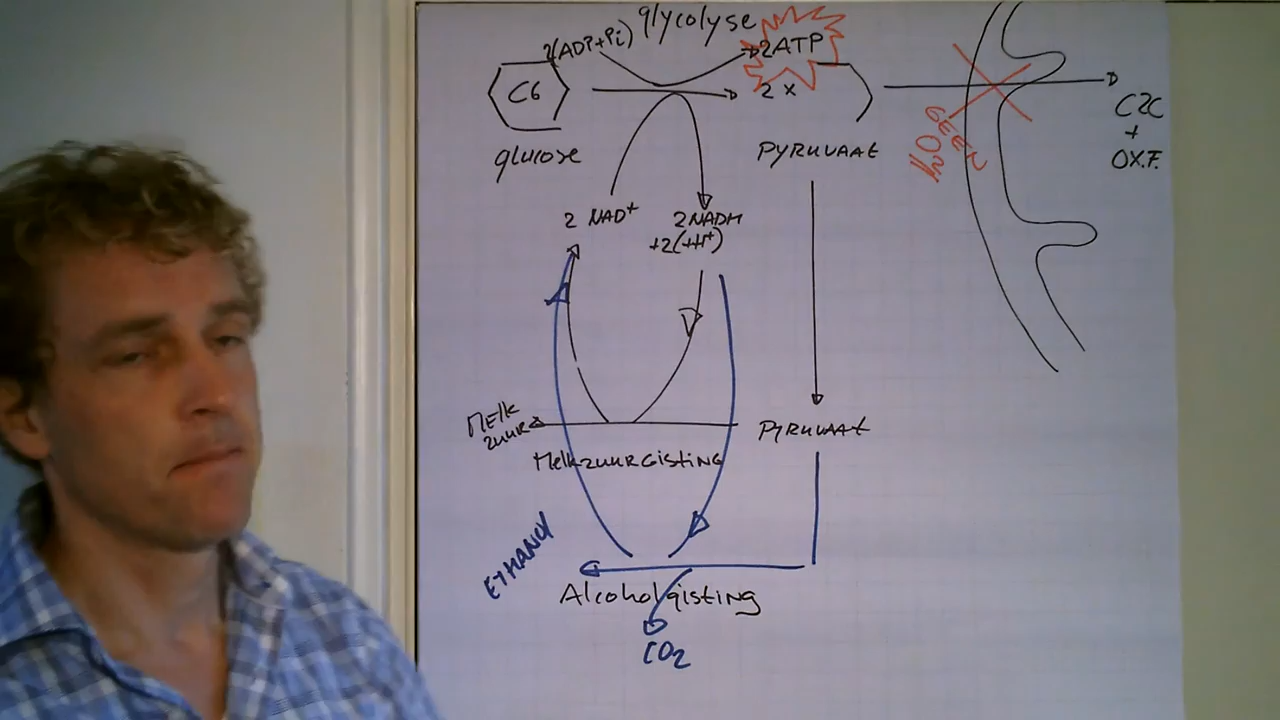 glycolyse
2(ADP+Pi)
2ATP
C6
2 x
glucose
PYRUVAAT
GEEN
O2
C2C
+
OX.F.
2 NAD+
2NADH
+2(+H+)
Melk
zuur
PYRUVAAT
Melkzuurgisting
ETHANOL
Alcoholgisting
CO2